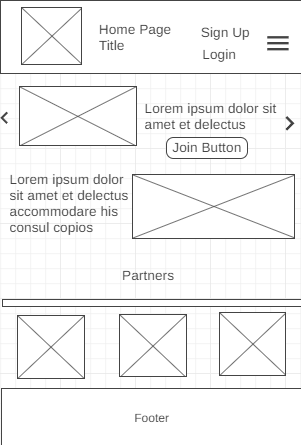 Home Page
Title
Sign Up
Login
Lorem ipsum dolor sit
amet et delectus
Join Button
Lorem ipsum dolor
sit amet et delectus
accommodare his
consul copios
Partners
Footer